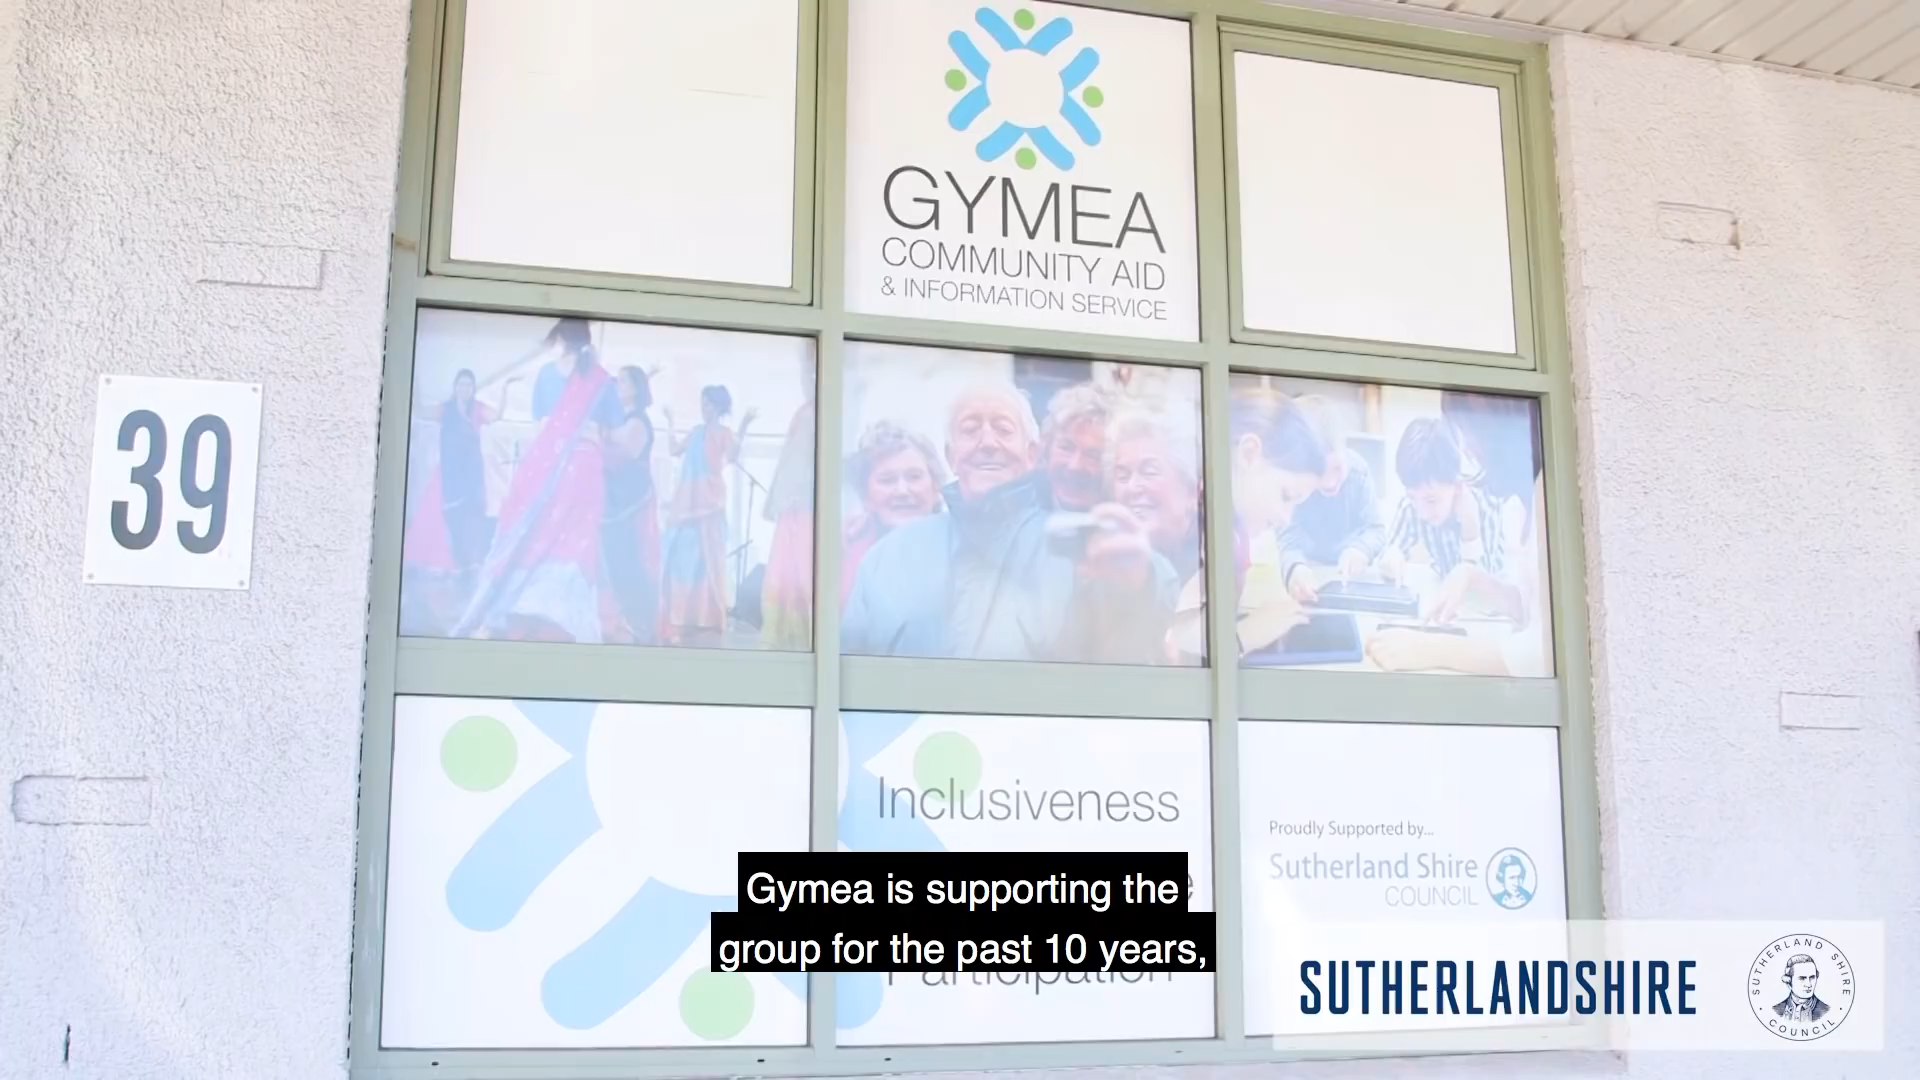 GYMEA
COMMUNITY AID
& INFORMATION SERVICE
39
Inclusiveness
Participation
Proudly Supported by...
Sutherland Shire
COUNCIL
Gymea is supporting the
group for the past 10 years,
SUTHERLANDSHIRE
SUTHERLAND SHIRE
COUNCIL